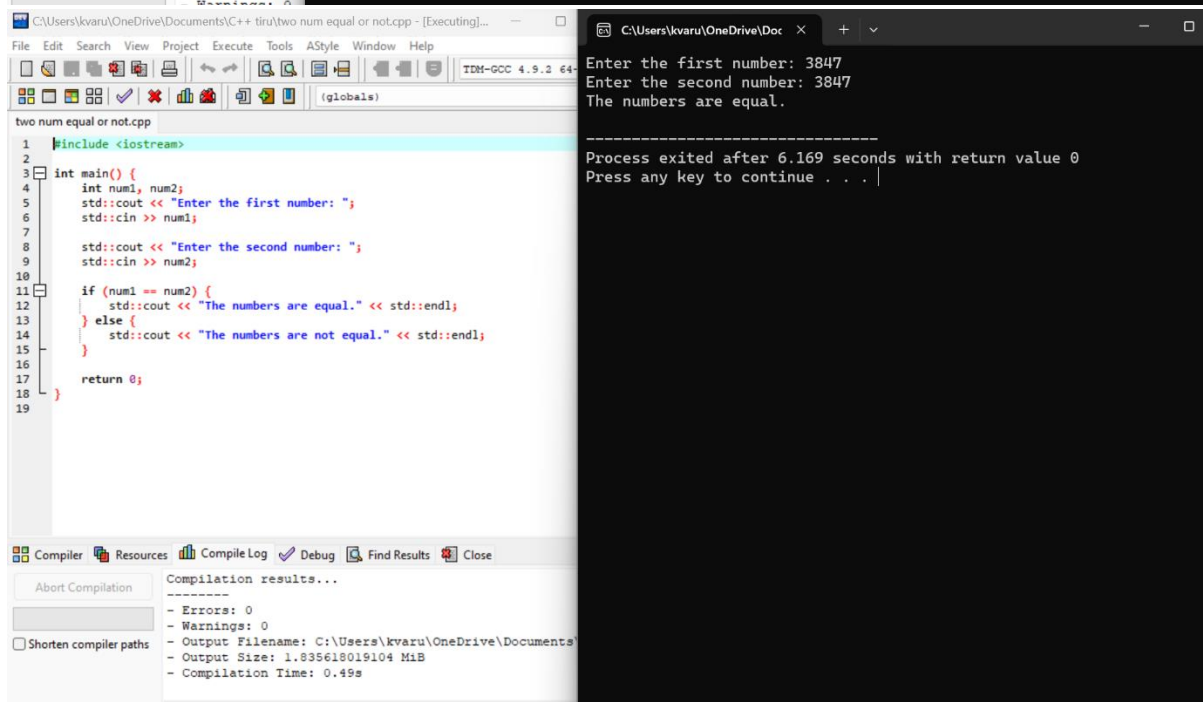 - Warnings: 0
C:\Users\kvaru\OneDrive\Documents\C++ tiru\two num equal or not.cpp - [Executing]...
File Edit Search View Project Execute Tools AStyle Window Help
TDM-GCC 4.9.2 64-
(globals)
two num equal or not.cpp
1 #include <iostream>
2
3 int main() {
4 int num1, num2;
5 std::cout << "Enter the first number: ";
6 std::cin >> num1;
7
8 std::cout << "Enter the second number: ";
9 std::cin >> num2;
10
11 if (num1 == num2) {
12 std::cout << "The numbers are equal." << std::endl;
13 } else {
14 std::cout << "The numbers are not equal." << std::endl;
15 }
16
17 return 0;
18 }
19
Compiler Resources Compile Log Debug Find Results Close
Abort Compilation
Shorten compiler paths
Compilation results...
--------
- Errors: 0
- Warnings: 0
- Output Filename: C:\Users\kvaru\OneDrive\Documents\
- Output Size: 1.835618019104 MiB
- Compilation Time: 0.49s
C:\Users\kvaru\OneDrive\Doc
Enter the first number: 3847
Enter the second number: 3847
The numbers are equal.
--------------------------------
Process exited after 6.169 seconds with return value 0
Press any key to continue . . .